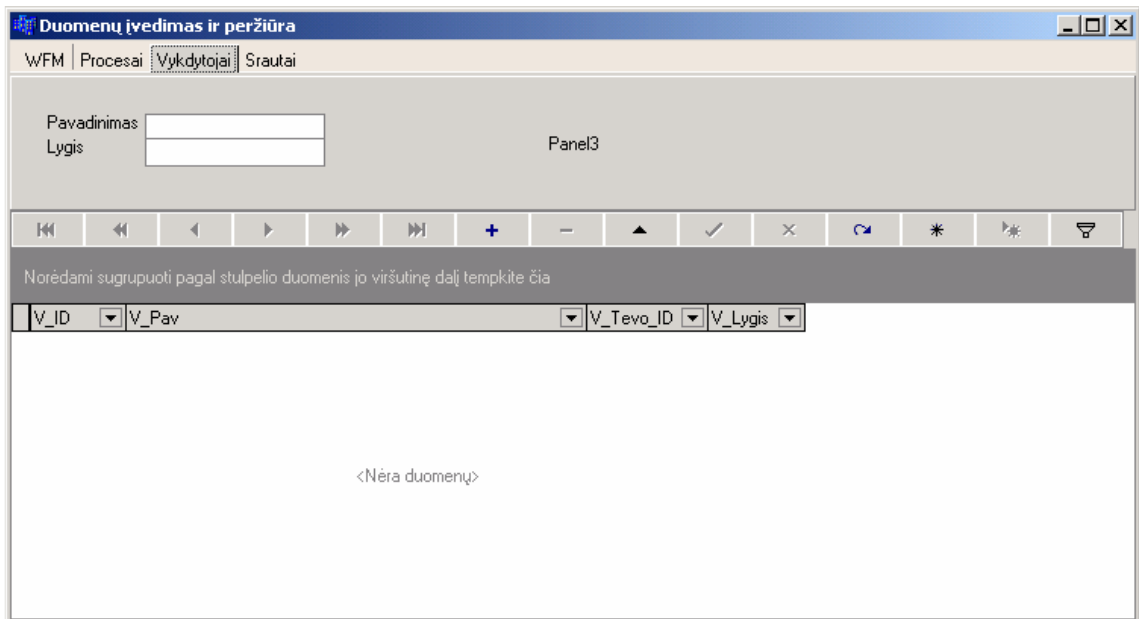 Duomenų įvedimas ir peržiūra
WFM Procesai Vykdytojai Srautai
Pavadinimas
Lygis
Panel3
Norėdami sugrupuoti pagal stulpelio duomenis jo viršutinę dalį tempkite čia
V_ID V_Pav V_Tevo_ID V_Lygis
<Nėra duomenų>